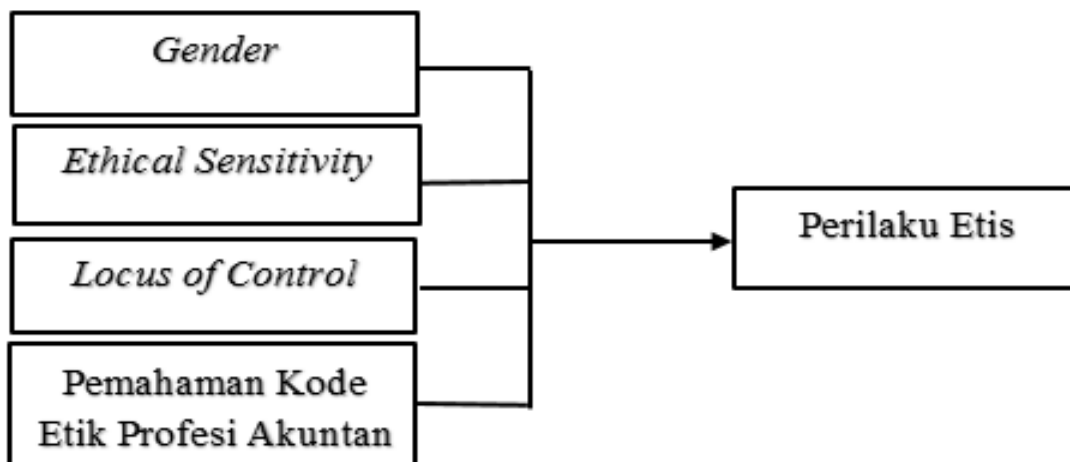 Gender
Ethical Sensitivity
Perilaku Etis
Locus of Control
Pemahaman Kode
Etik Profesi Akuntan